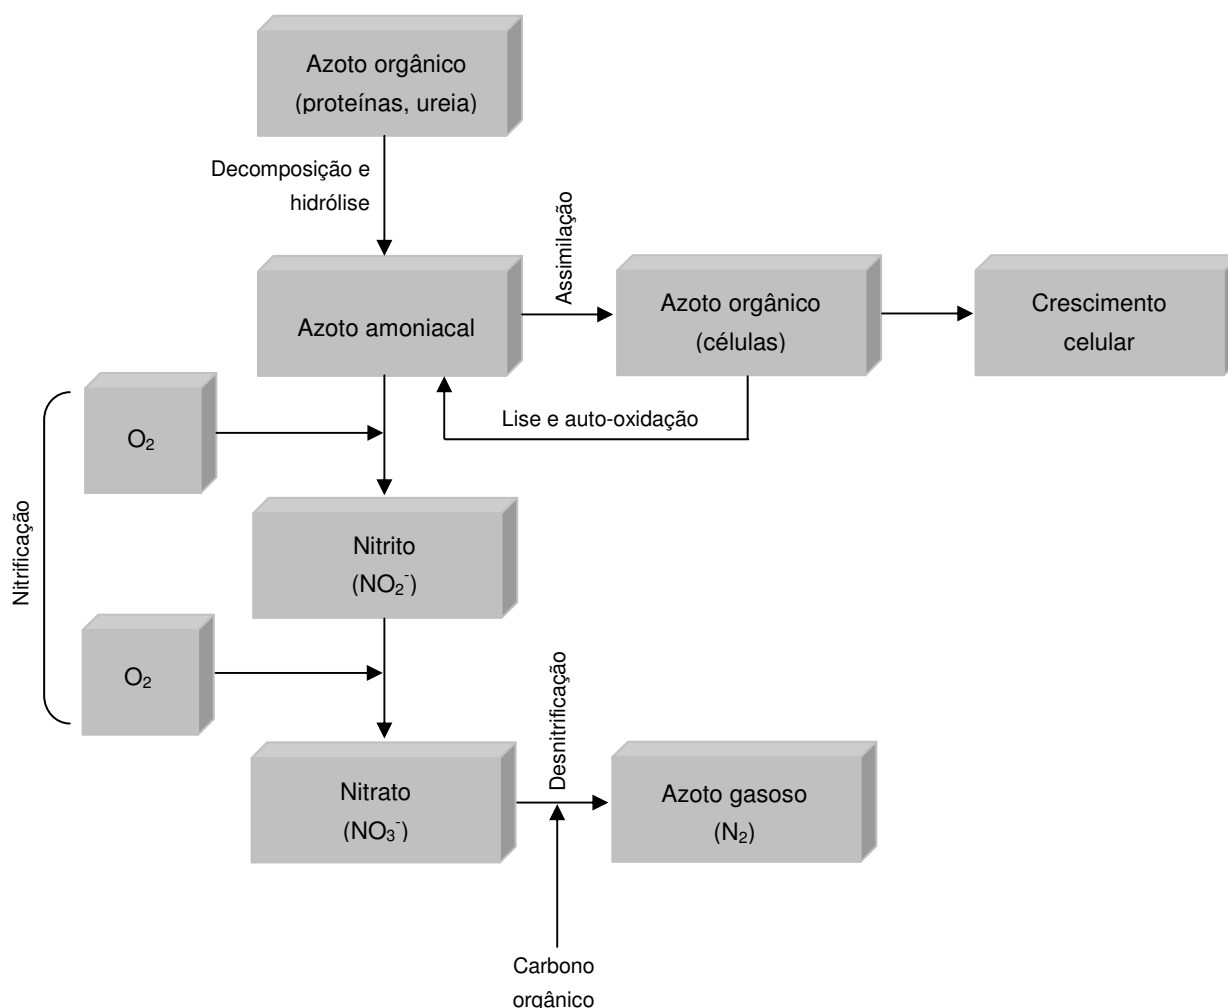 Azoto orgânico
(proteínas, ureia)
Decomposição e
hidrólise
Assimilação
Azoto amoniacal
Azoto orgânico
(células)
Crescimento
celular
Lise e auto-oxidação
O₂
Nitrificação
Nitrito
(NO₂⁻)
O₂
Desnitrificação
Nitrato
(NO₃⁻)
Azoto gasoso
(N₂)
Carbono
orgânico